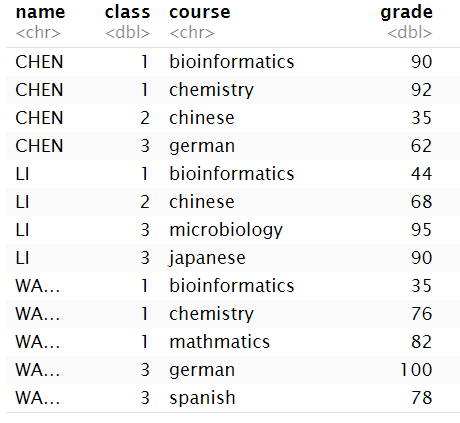 name class course grade
<chr> <dbl> <chr> <dbl>
CHEN 1 bioinformatics 90
CHEN 1 chemistry 92
CHEN 2 chinese 35
CHEN 3 german 62
LI 1 bioinformatics 44
LI 2 chinese 68
LI 3 microbiology 95
LI 3 japanese 90
WA... 1 bioinformatics 35
WA... 1 chemistry 76
WA... 1 mathmatics 82
WA... 3 german 100
WA... 3 spanish 78